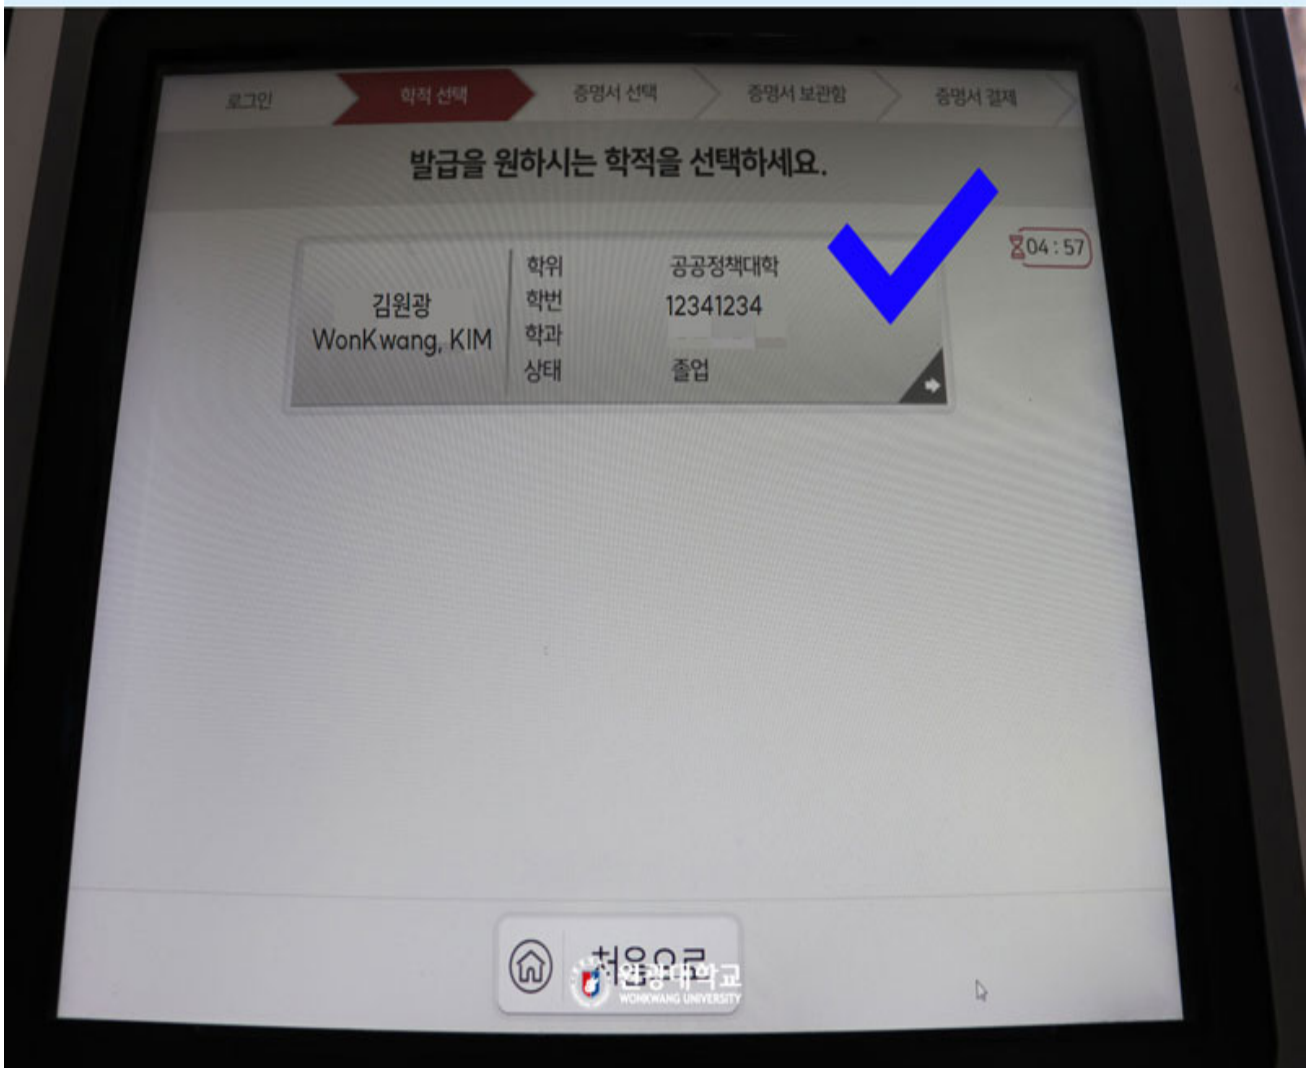 로그인 학적 선택 증명서 선택 증명서 보관함 증명서 결제
발급을 원하시는 학적을 선택하세요.
04:57
김원광
WonKwang, KIM
학위 공공정책대학
학번 12341234
학과
상태 졸업
처음으로
원광대학교
WONKWANG UNIVERSITY